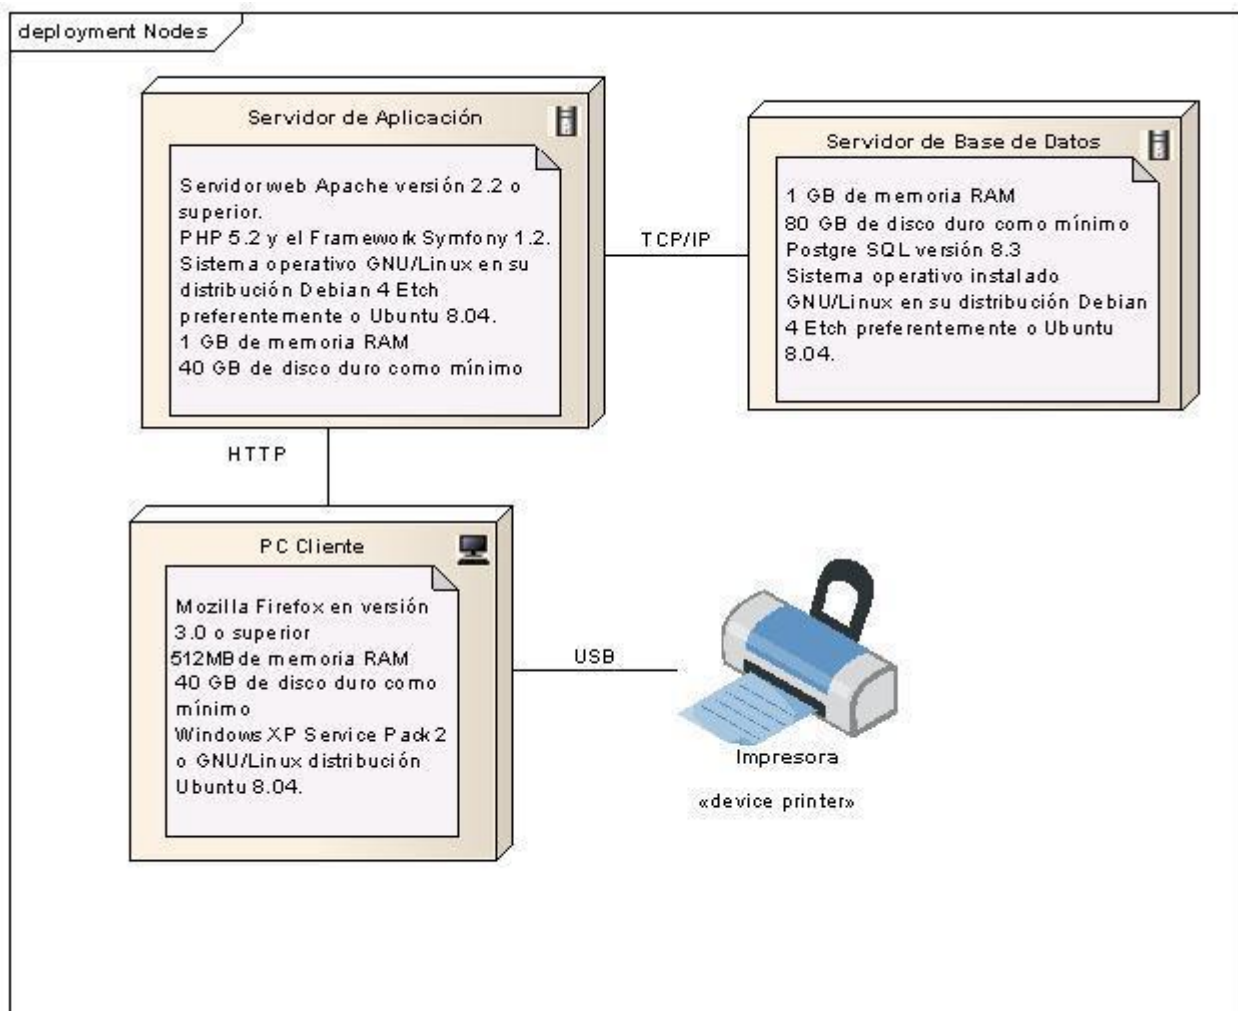 deployment Nodes
Servidor de Aplicación
Servidor web Apache versión 2.2 o
superior.
PHP 5.2 y el Framework Symfony 1.2.
Sistema operativo GNU/Linux en su
distribución Debian 4 Etch
preferentemente o Ubuntu 8.04.
1 GB de memoria RAM
40 GB de disco duro como mínimo
TCP/IP
Servidor de Base de Datos
1 GB de memoria RAM
80 GB de disco duro como mínimo
Postgre SQL versión 8.3
Sistema operativo instalado
GNU/Linux en su distribución Debian
4 Etch preferentemente o Ubuntu
8.04.
HTTP
PC Cliente
Mozilla Firefox en versión
3.0 o superior
512MB de memoria RAM
40 GB de disco duro como
mínimo
Windows XP Service Pack 2
o GNU/Linux distribución
Ubuntu 8.04.
USB
Impresora
«device printer»